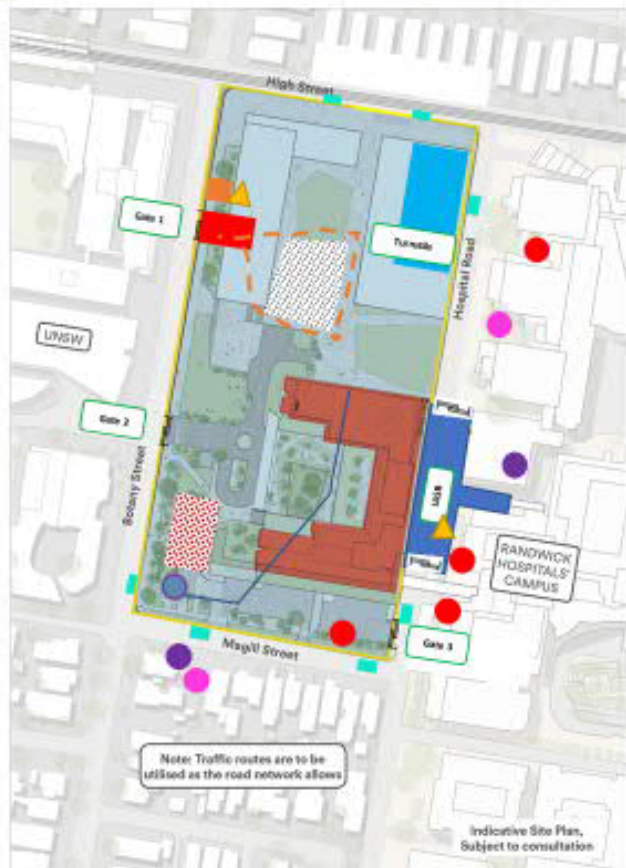 High Street
Gate 1
Turnstile
Hospital Road
UNSW
Gate 2
Botany Street
UGR
RANDWICK
HOSPITALS'
CAMPUS
Gate 3
Magill Street
Note: Traffic routes are to be
utilised as the road network allows
Indicative Site Plan,
Subject to consultation